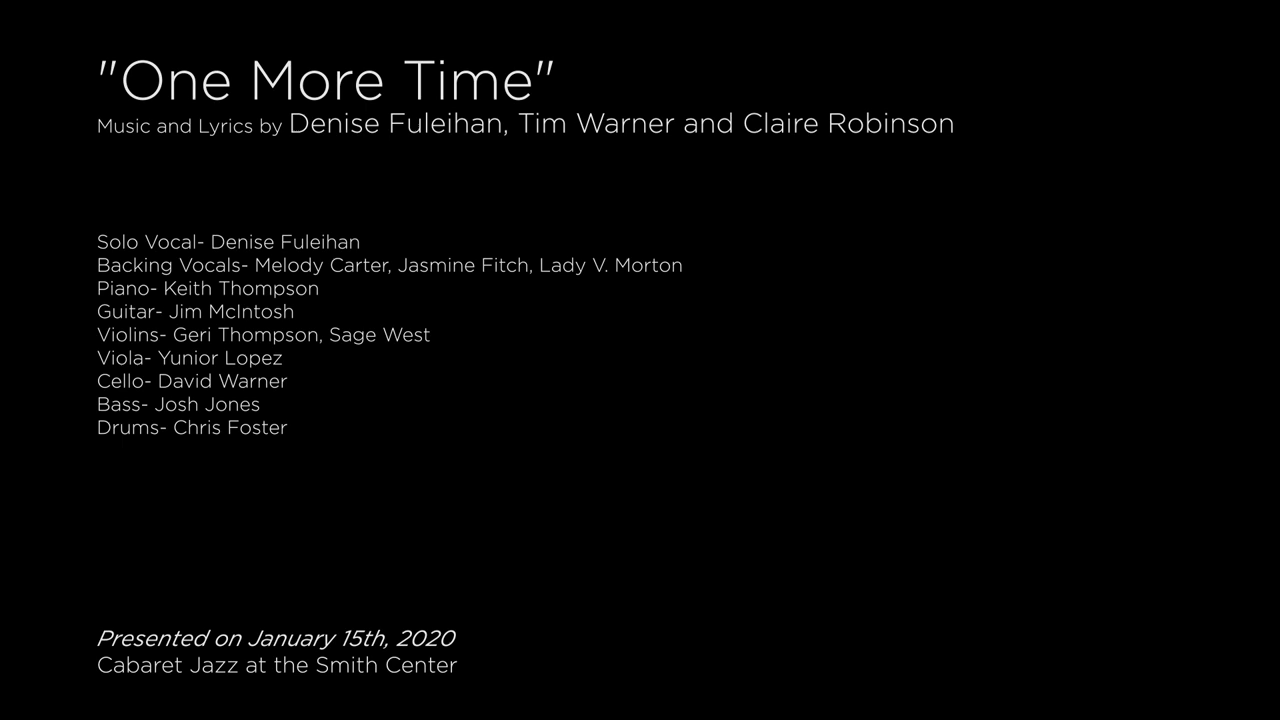 "One More Time"
Music and Lyrics by Denise Fuleihan, Tim Warner and Claire Robinson
Solo Vocal- Denise Fuleihan
Backing Vocals- Melody Carter, Jasmine Fitch, Lady V. Morton
Piano- Keith Thompson
Guitar- Jim McIntosh
Violins- Geri Thompson, Sage West
Viola- Yunior Lopez
Cello- David Warner
Bass- Josh Jones
Drums- Chris Foster
Presented on January 15th, 2020
Cabaret Jazz at the Smith Center